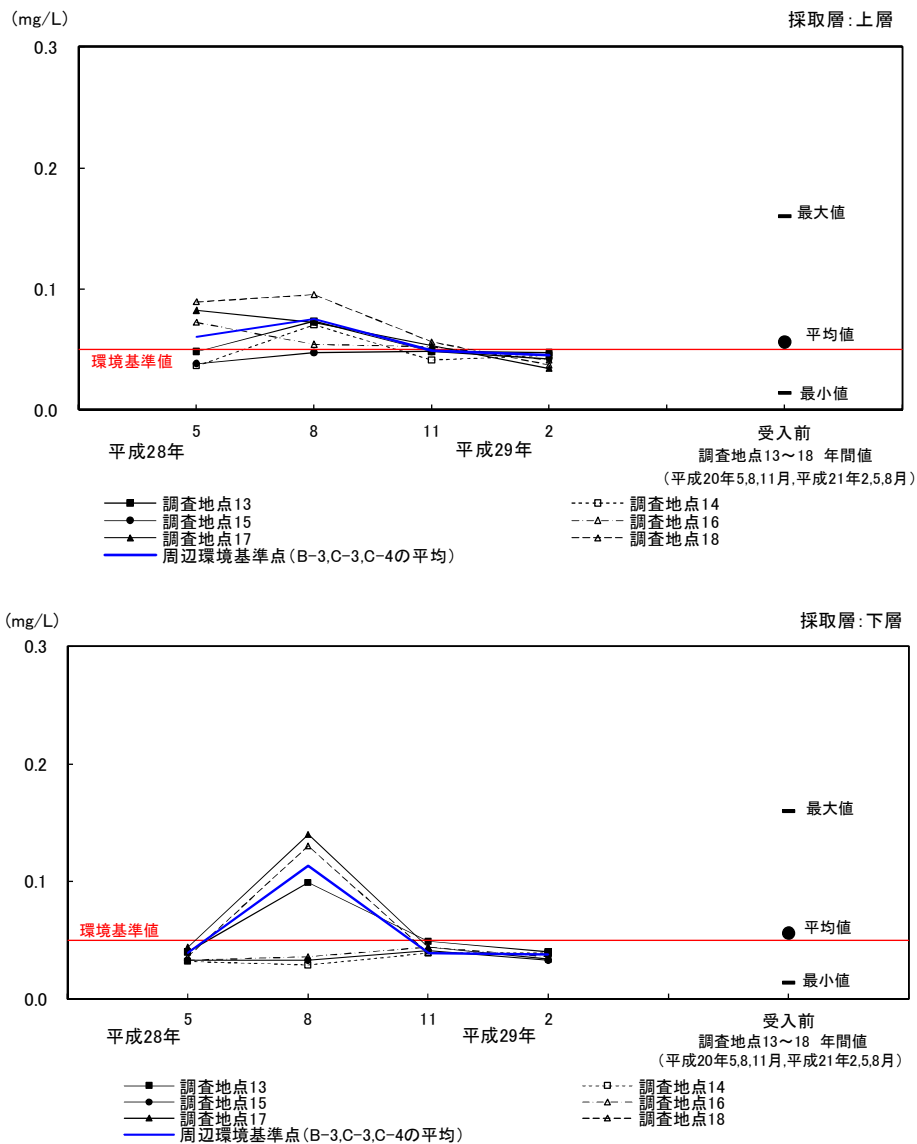 (mg/L)
採取層：上層
0.3
0.2
最大値
0.1
平均値
環境基準値
最小値
0.0
5 8 11 2 受入前
平成28年 平成29年 調査地点13～18 年間値
（平成20年5,8,11月,平成21年2,5,8月）
調査地点13 調査地点14
調査地点15 調査地点16
調査地点17 調査地点18
周辺環境基準点（B-3,C-3,C-4の平均）
(mg/L)
採取層：下層
0.3
0.2
最大値
0.1
環境基準値 平均値
最小値
0.0
5 8 11 2 受入前
平成28年 平成29年 調査地点13～18 年間値
（平成20年5,8,11月,平成21年2,5,8月）
調査地点13 調査地点14
調査地点15 調査地点16
調査地点17 調査地点18
周辺環境基準点（B-3,C-3,C-4の平均）